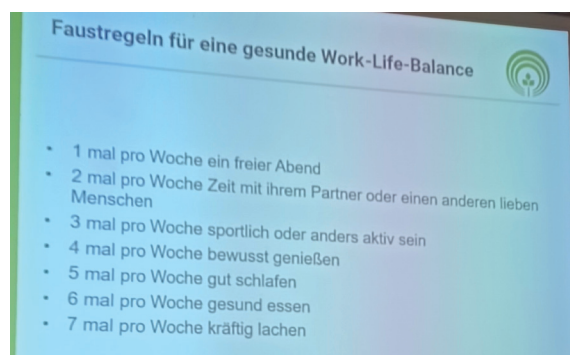 Faustregeln für eine gesunde Work-Life-Balance
• 1 mal pro Woche ein freier Abend
• 2 mal pro Woche Zeit mit ihrem Partner oder einen anderen lieben
Menschen
• 3 mal pro Woche sportlich oder anders aktiv sein
• 4 mal pro Woche bewusst genießen
• 5 mal pro Woche gut schlafen
• 6 mal pro Woche gesund essen
• 7 mal pro Woche kräftig lachen